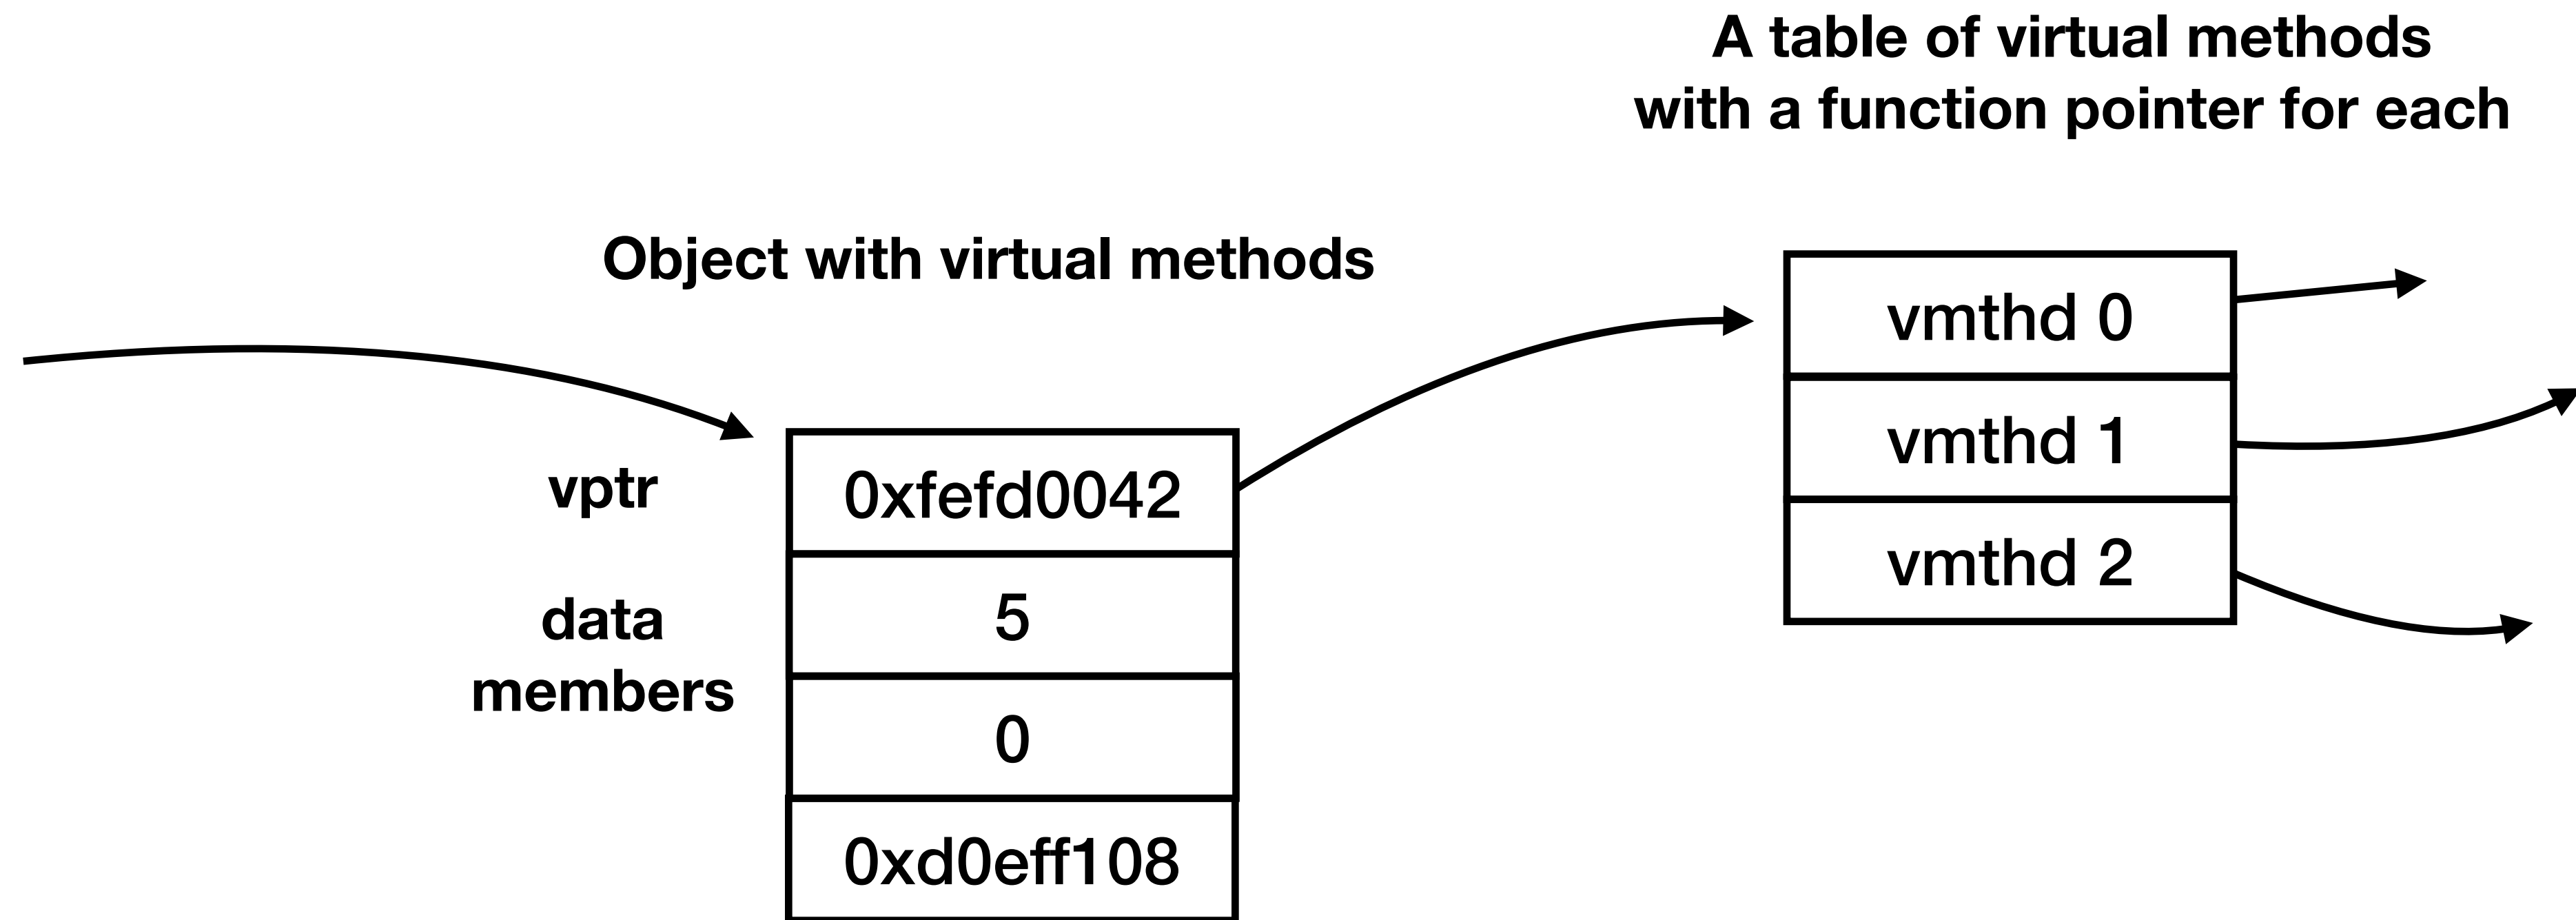 A table of virtual methods
with a function pointer for each
Object with virtual methods
vptr
data
members
0xfefd0042
5
0
0xd0eff108
vmthd 0
vmthd 1
vmthd 2